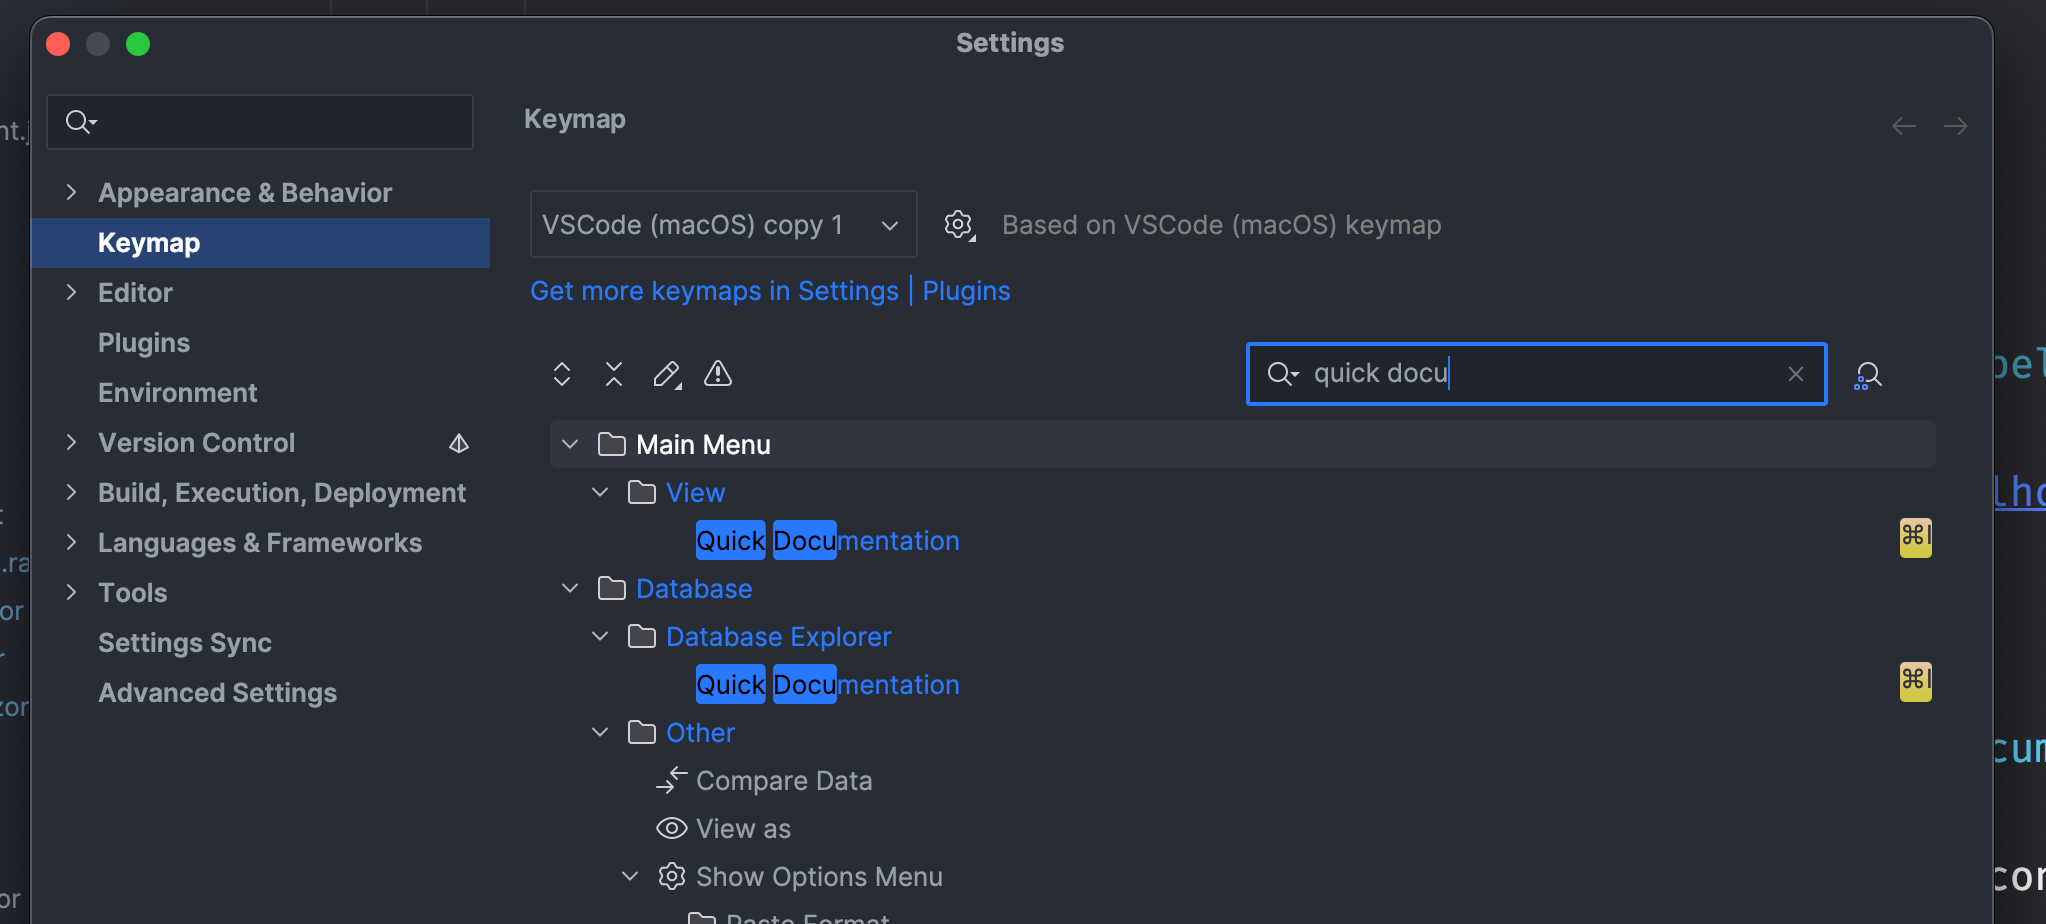 Settings
Keymap
Appearance & Behavior
Keymap
Editor
Plugins
Environment
Version Control
Build, Execution, Deployment
Languages & Frameworks
Tools
Settings Sync
Advanced Settings
VSCode (macOS) copy 1
Based on VSCode (macOS) keymap
Get more keymaps in Settings | Plugins
quick docu
Main Menu
View
Quick Documentation ⌘I
Database
Database Explorer
Quick Documentation ⌘I
Other
Compare Data
View as
Show Options Menu
Paste Format